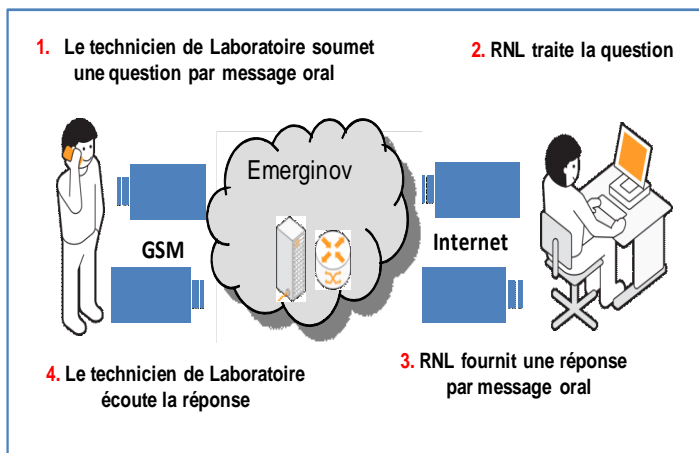 1. Le technicien de Laboratoire soumet
une question par message oral
2. RNL traite la question
Emerginov
GSM
Internet
3. RNL fournit une réponse
par message oral
4. Le technicien de Laboratoire
écoute la réponse